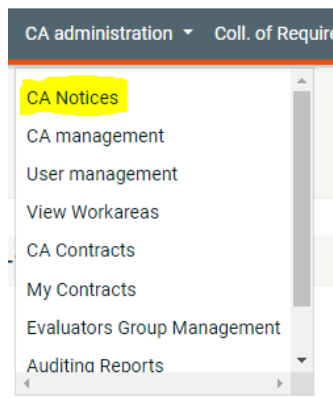 CA administration Coll. of Require
CA Notices
CA management
User management
View Workareas
CA Contracts
My Contracts
Evaluators Group Management
Auditing Reports